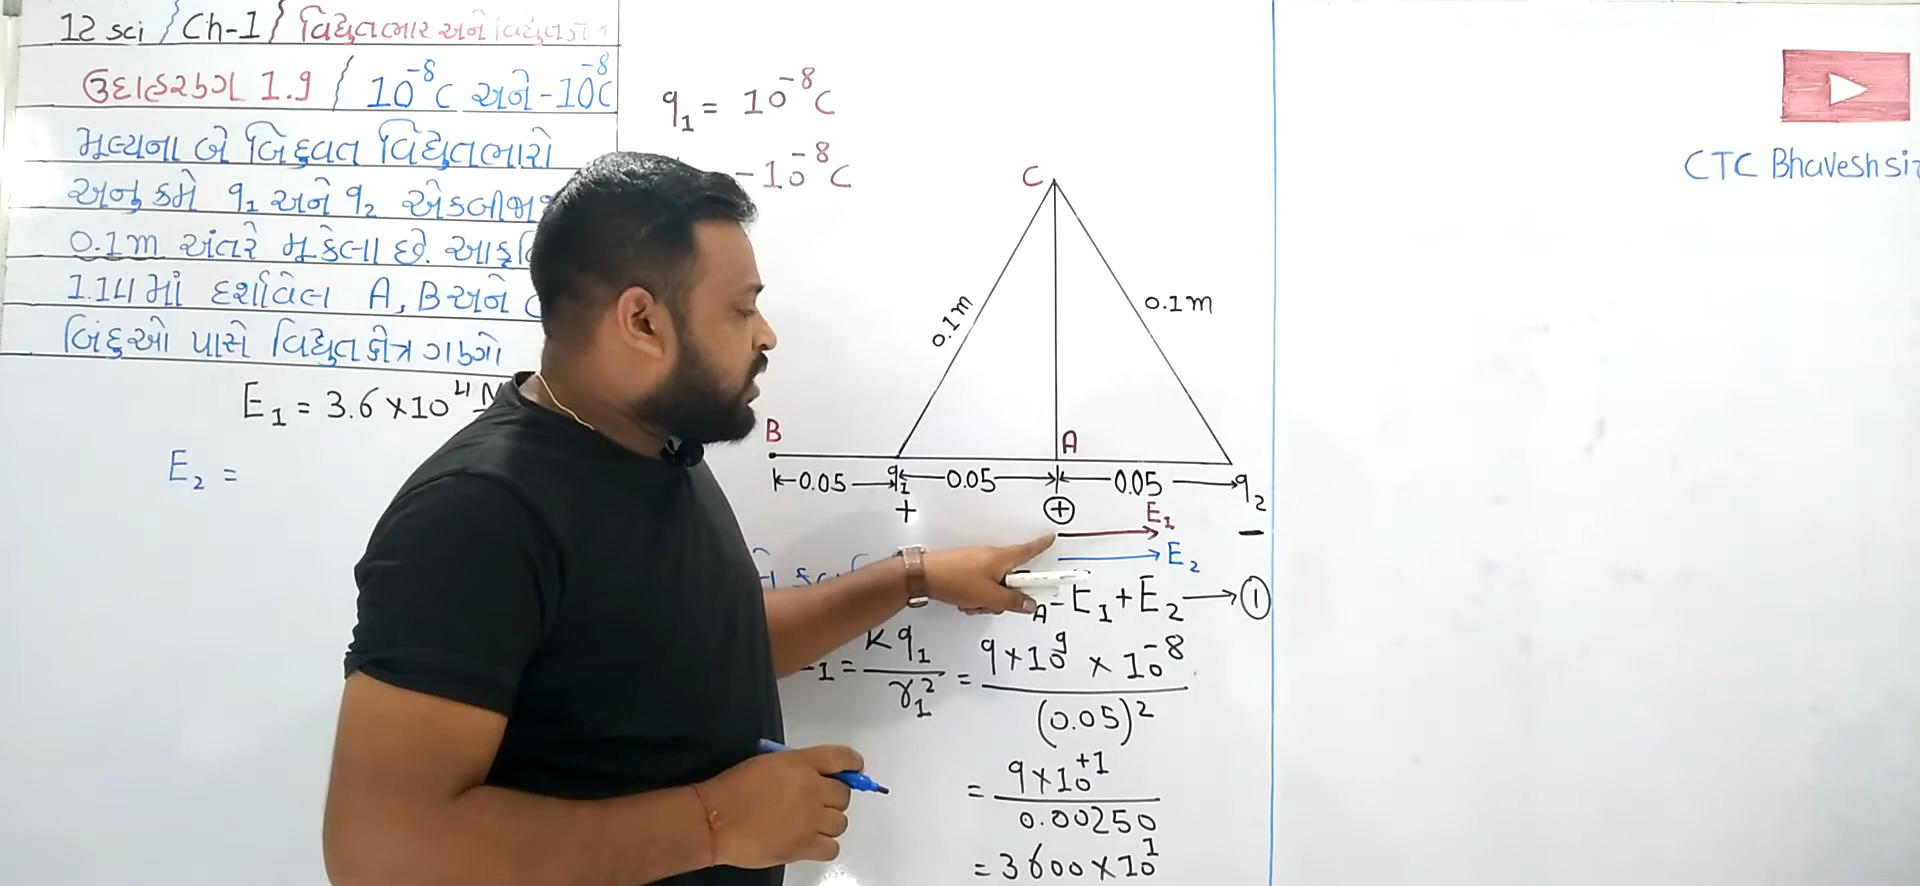 12 sci / Ch-1 / વિદ્યુતભાર અને વિદ્યુતક્ષેત્ર
ઉદાહરણ 1.9 / 10⁻⁸C અને -10⁻⁸C
મૂલ્યના બે બિંદુવત વિદ્યુતભારો
અનુક્રમે q₁ અને q₂ એકબીજા
0.1m અંતરે મૂકેલા છે. આકૃતિ
1.14માં દર્શાવેલ A, B અને C
બિંદુઓ પાસે વિદ્યુતક્ષેત્ર ગણો
E₁ = 3.6 × 10⁴ N
E₂ =
q₁ = 10⁻⁸C
-10⁻⁸C
C
0.1m
0.1m
B
A
0.05 q₁ 0.05 0.05 q₂
+ + −
E₁
E₂
A = E₁ + E₂ → ①
1 = Kq₁ / r₁² = 9×10⁹ × 10⁻⁸ / (0.05)²
= 9×10⁺¹ / 0.00250
= 3600×10¹
CTC Bhaveshsi